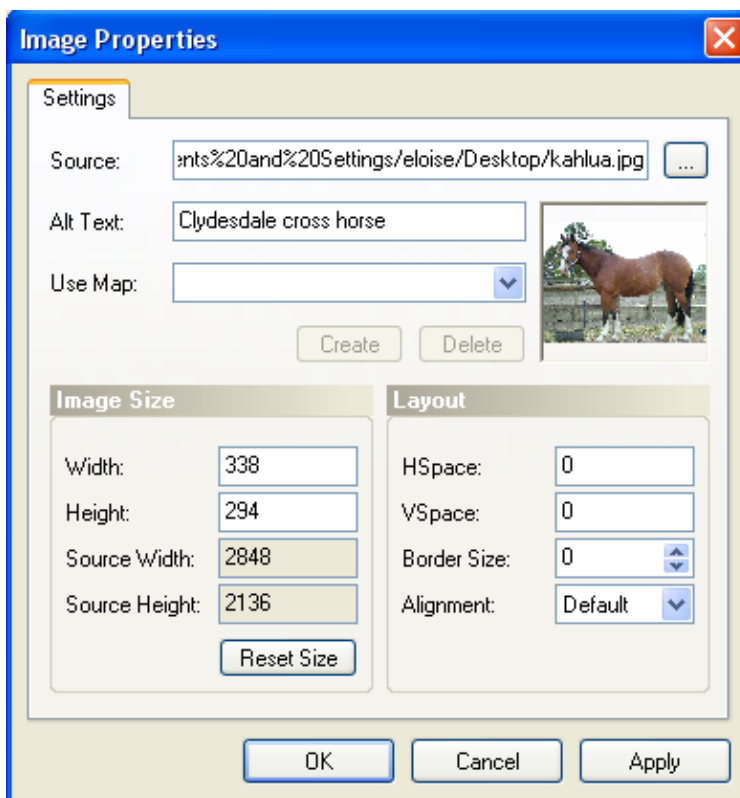 Image Properties
Settings
Source: ents%20and%20Settings/eloise/Desktop/kahlua.jpg ...
Alt Text: Clydesdale cross horse
Use Map:
Create Delete
Image Size Layout
Width: 338 HSpace: 0
Height: 294 VSpace: 0
Source Width: 2848 Border Size: 0
Source Height: 2136 Alignment: Default
Reset Size
OK Cancel Apply